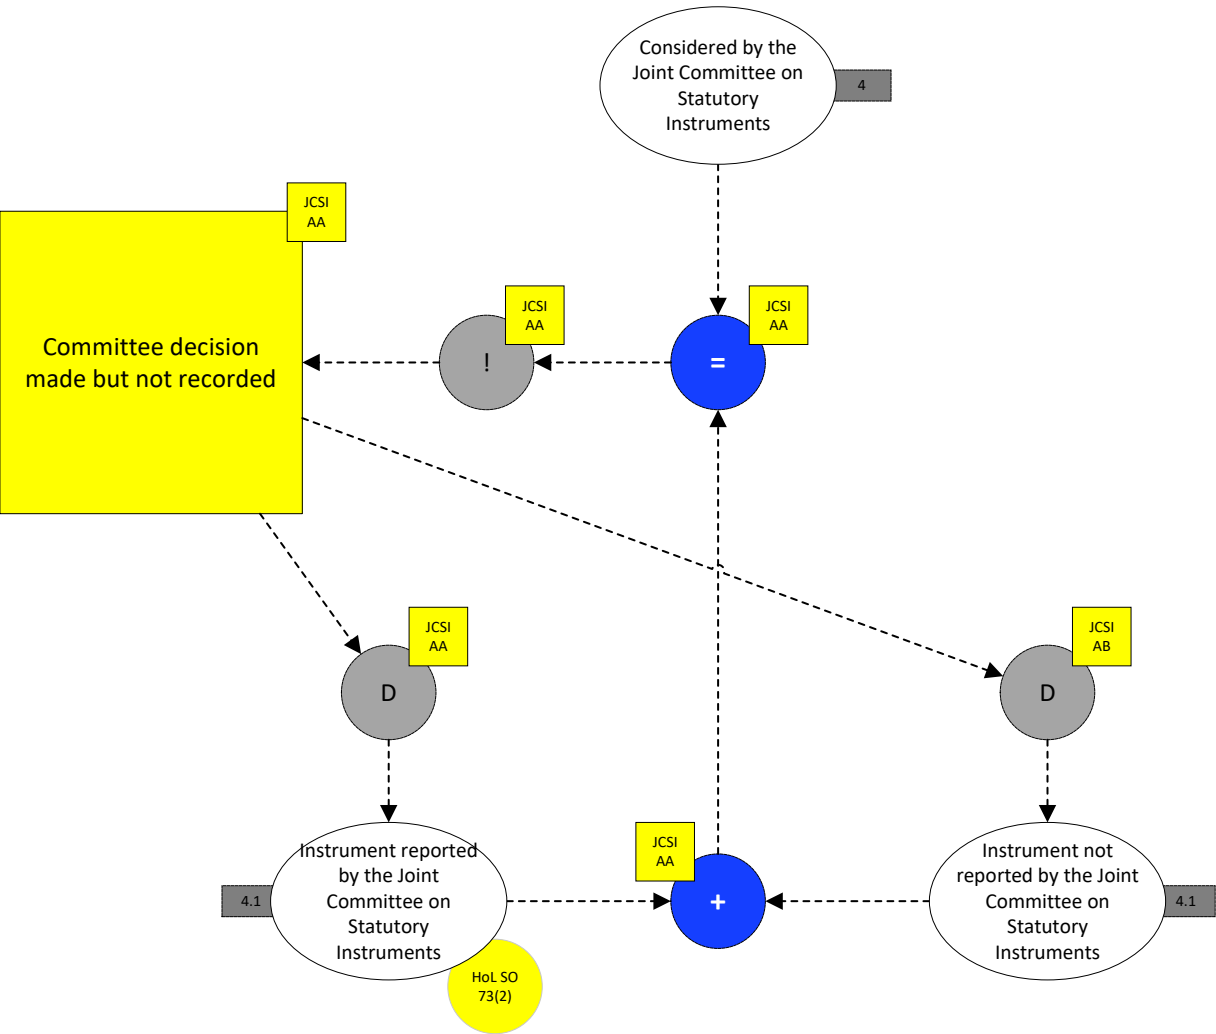 Considered by the
Joint Committee on
Statutory
Instruments
4
JCSI
AA
Committee decision
made but not recorded
JCSI
AA
!
JCSI
AA
=
JCSI
AA
D
JCSI
AB
D
Instrument reported
by the Joint
Committee on
Statutory
Instruments
4.1
HoL SO
73(2)
JCSI
AA
+
Instrument not
reported by the Joint
Committee on
Statutory
Instruments
4.1